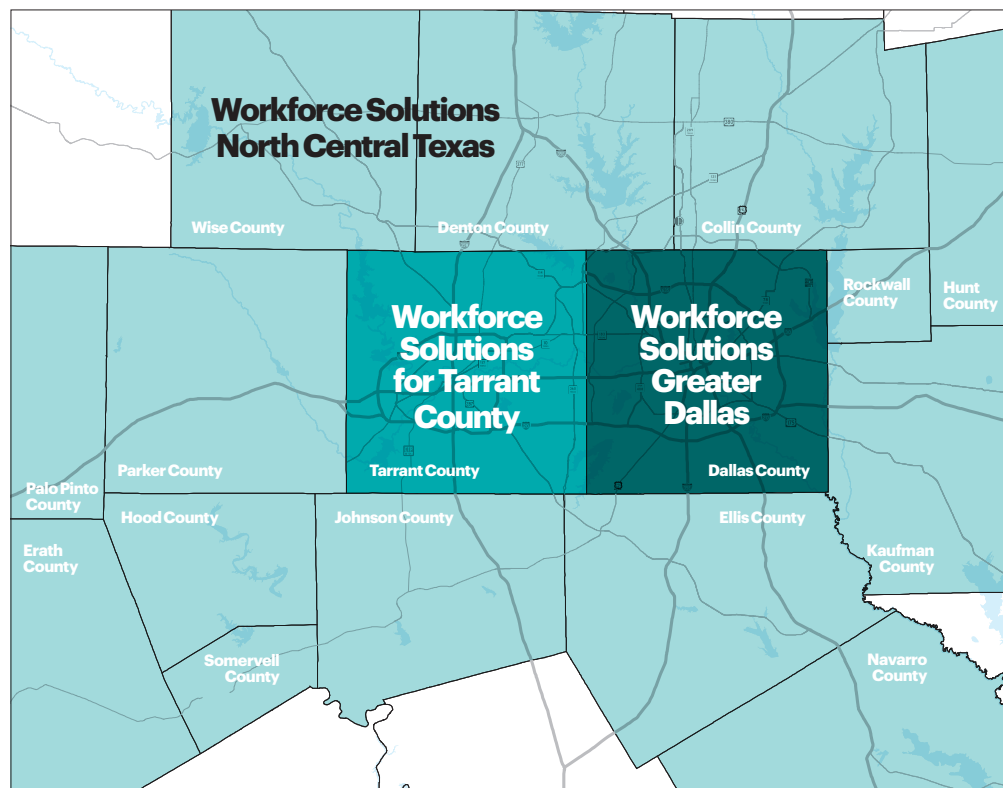 Workforce Solutions
North Central Texas
Wise County
Denton County
Collin County
Rockwall
County
Hunt
County
Workforce
Solutions
for Tarrant
County
Workforce
Solutions
Greater
Dallas
Tarrant County
Dallas County
Parker County
Palo Pinto
County
Hood County
Johnson County
Ellis County
Erath
County
Kaufman
County
Somervell
County
Navarro
County